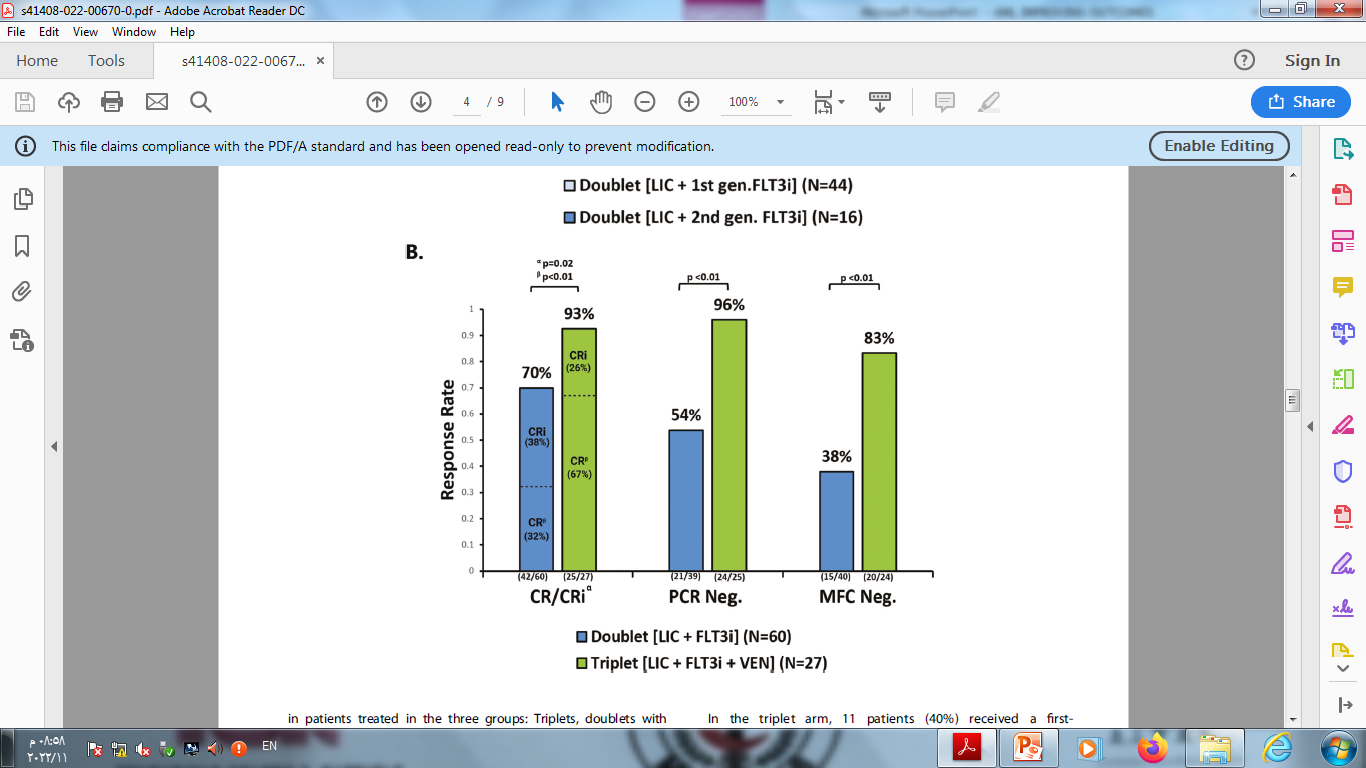 s41408-022-00670-0.pdf - Adobe Acrobat Reader DC
File Edit View Window Help
Home Tools s41408-022-0067... × ? Sign In
4 / 9 100% Share
This file claims compliance with the PDF/A standard and has been opened read-only to prevent modification. Enable Editing
Doublet [LIC + 1st gen.FLT3i] (N=44)
Doublet [LIC + 2nd gen. FLT3i] (N=16)
B.
α p=0.02
β p<0.01
p <0.01
p <0.01
Response Rate
1
0.9
0.8
0.7
0.6
0.5
0.4
0.3
0.2
0.1
0
70%
CRi
(38%)
CRβ
(32%)
93%
CRi
(26%)
CRβ
(67%)
54%
96%
38%
83%
(42/60) (25/27) (21/39) (24/25) (15/40) (20/24)
CR/CRiα PCR Neg. MFC Neg.
Doublet [LIC + FLT3i] (N=60)
Triplet [LIC + FLT3i + VEN] (N=27)
in patients treated in the three groups: Triplets, doublets with
In the triplet arm, 11 patients (40%) received a first-
EN
٠٨:٥٨ م
٢٠٢٢/١١